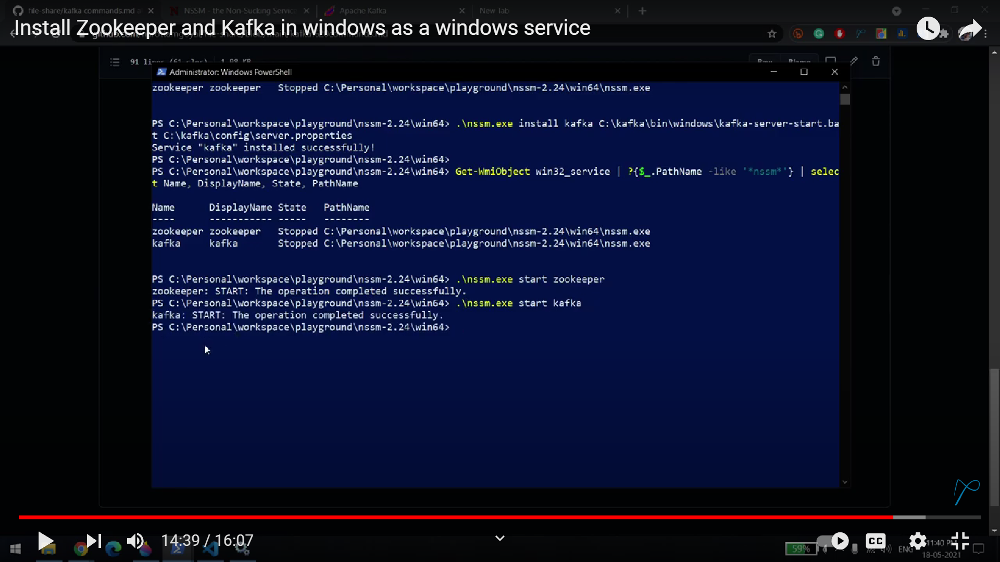 file-share/kafka commands.md a
NSSM - the Non-Sucking Service
Apache Kafka
New Tab
Install Zookeeper and Kafka in windows as a windows service
91 lines (61 sloc) 1.98 KB
Raw Blame
Administrator: Windows PowerShell
zookeeper zookeeper Stopped C:\Personal\workspace\playground\nssm-2.24\win64\nssm.exe
PS C:\Personal\workspace\playground\nssm-2.24\win64> .\nssm.exe install kafka C:\kafka\bin\windows\kafka-server-start.ba
t C:\kafka\config\server.properties
Service "kafka" installed successfully!
PS C:\Personal\workspace\playground\nssm-2.24\win64>
PS C:\Personal\workspace\playground\nssm-2.24\win64> Get-WmiObject win32_service | ?{$_.PathName -like '*nssm*'} | selec
t Name, DisplayName, State, PathName
Name DisplayName State PathName
---- ----------- ----- --------
zookeeper zookeeper Stopped C:\Personal\workspace\playground\nssm-2.24\win64\nssm.exe
kafka kafka Stopped C:\Personal\workspace\playground\nssm-2.24\win64\nssm.exe
PS C:\Personal\workspace\playground\nssm-2.24\win64> .\nssm.exe start zookeeper
zookeeper: START: The operation completed successfully.
PS C:\Personal\workspace\playground\nssm-2.24\win64> .\nssm.exe start kafka
kafka: START: The operation completed successfully.
PS C:\Personal\workspace\playground\nssm-2.24\win64>
14:39 / 16:07
CC
59%
ENG
11:40 PM
18-05-2021